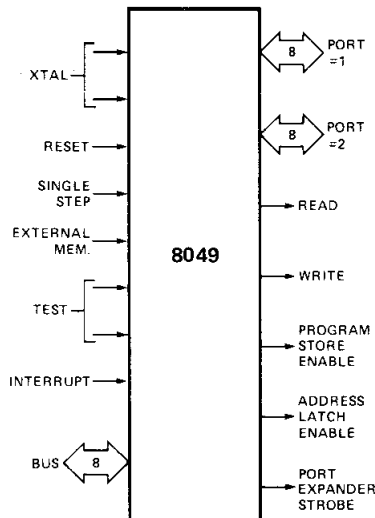 XTAL
RESET
SINGLE
STEP
EXTERNAL
MEM.
TEST
INTERRUPT
BUS
8
8049
8
PORT
=1
8
PORT
=2
READ
WRITE
PROGRAM
STORE
ENABLE
ADDRESS
LATCH
ENABLE
PORT
EXPANDER
STROBE